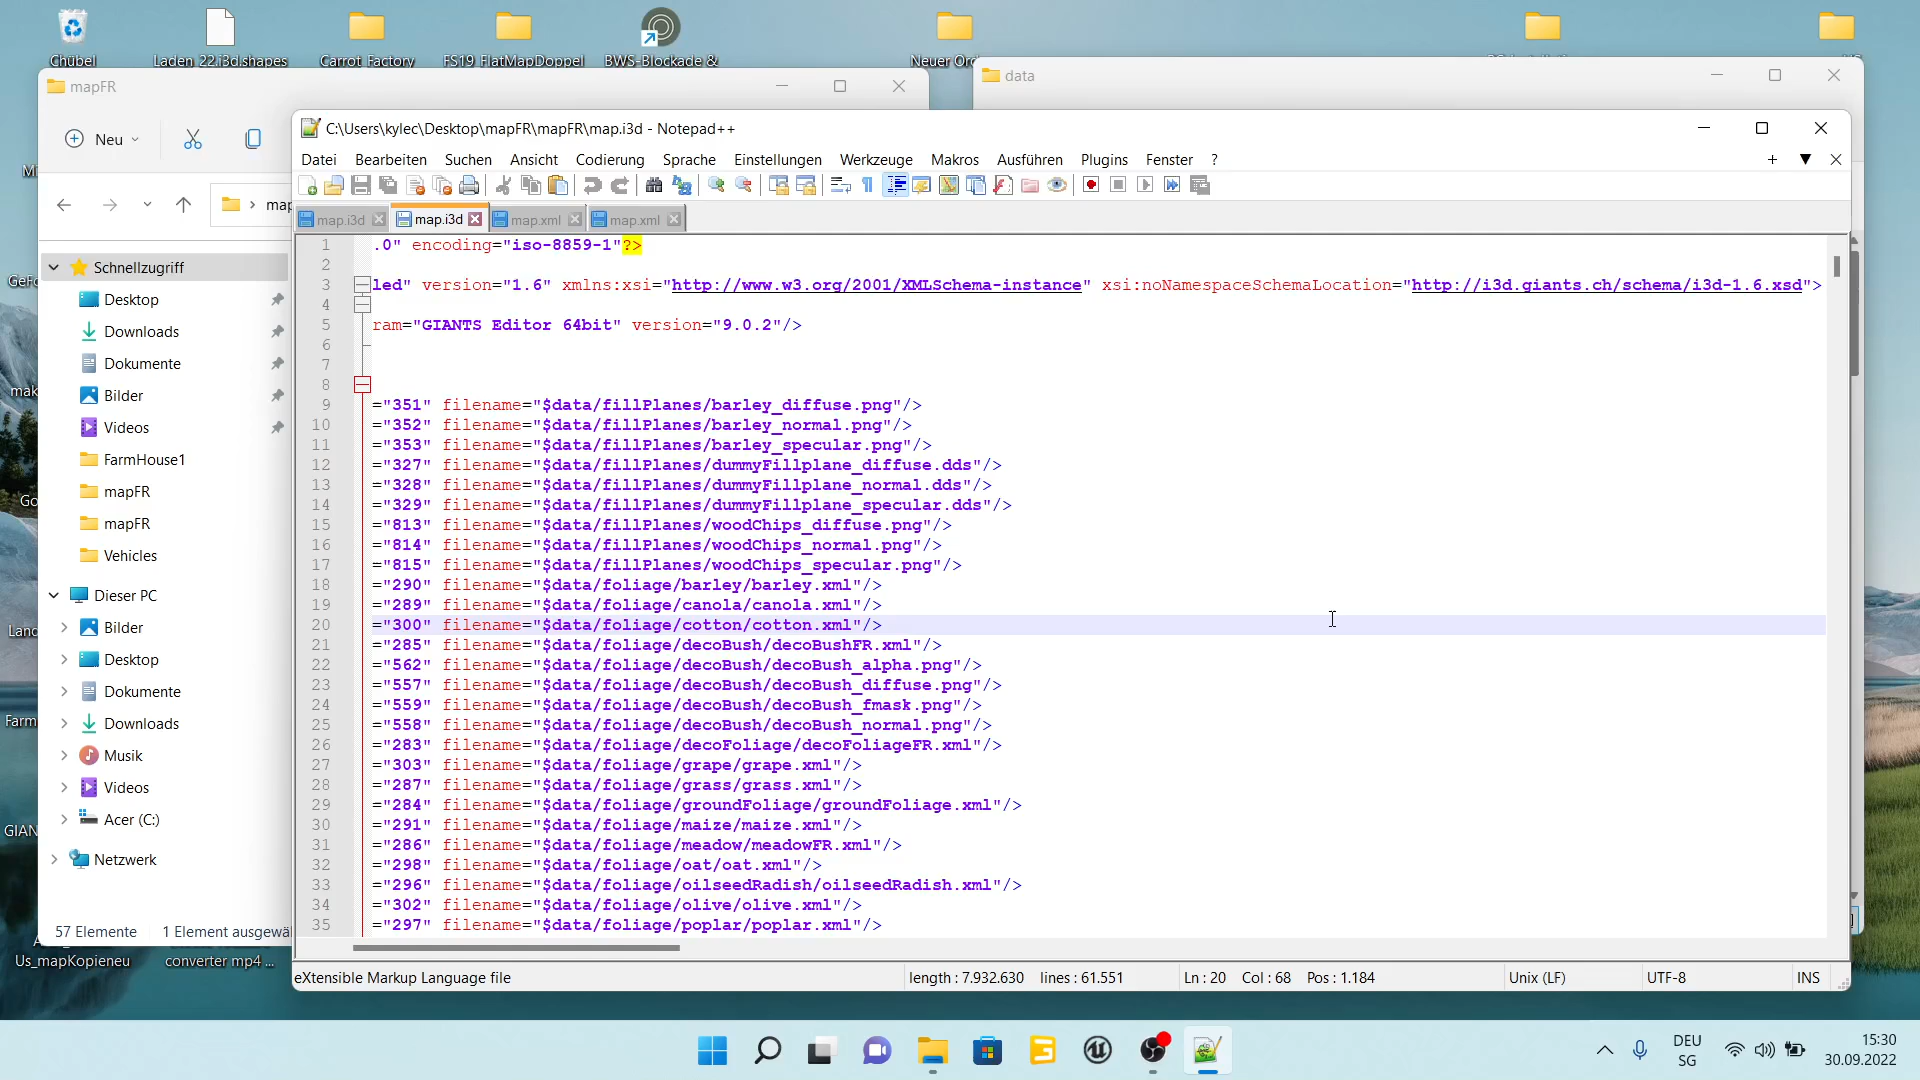 Chübel
Laden_22.i3d.shapes
Carrot_Factory
FS19_FlatMapDoppel
BWS-Blockade &
mapFR
data
C:\Users\kylec\Desktop\mapFR\mapFR\map.i3d - Notepad++
Datei Bearbeiten Suchen Ansicht Codierung Sprache Einstellungen Werkzeuge Makros Ausführen Plugins Fenster ?
Neu
map.i3d map.i3d map.xml map.xml
Schnellzugriff
Desktop
Downloads
Dokumente
Bilder
Videos
FarmHouse1
mapFR
mapFR
Vehicles
Dieser PC
Bilder
Desktop
Dokumente
Downloads
Musik
Videos
Acer (C:)
Netzwerk
57 Elemente 1 Element ausgewäl
1 .0" encoding="iso-8859-1"?>
2
3 led" version="1.6" xmlns:xsi="http://www.w3.org/2001/XMLSchema-instance" xsi:noNamespaceSchemaLocation="http://i3d.giants.ch/schema/i3d-1.6.xsd">
4
5 ram="GIANTS Editor 64bit" version="9.0.2"/>
6
7
8
9 ="351" filename="$data/fillPlanes/barley_diffuse.png"/>
10 ="352" filename="$data/fillPlanes/barley_normal.png"/>
11 ="353" filename="$data/fillPlanes/barley_specular.png"/>
12 ="327" filename="$data/fillPlanes/dummyFillplane_diffuse.dds"/>
13 ="328" filename="$data/fillPlanes/dummyFillplane_normal.dds"/>
14 ="329" filename="$data/fillPlanes/dummyFillplane_specular.dds"/>
15 ="813" filename="$data/fillPlanes/woodChips_diffuse.png"/>
16 ="814" filename="$data/fillPlanes/woodChips_normal.png"/>
17 ="815" filename="$data/fillPlanes/woodChips_specular.png"/>
18 ="290" filename="$data/foliage/barley/barley.xml"/>
19 ="289" filename="$data/foliage/canola/canola.xml"/>
20 ="300" filename="$data/foliage/cotton/cotton.xml"/>
21 ="285" filename="$data/foliage/decoBush/decoBushFR.xml"/>
22 ="562" filename="$data/foliage/decoBush/decoBush_alpha.png"/>
23 ="557" filename="$data/foliage/decoBush/decoBush_diffuse.png"/>
24 ="559" filename="$data/foliage/decoBush/decoBush_fmask.png"/>
25 ="558" filename="$data/foliage/decoBush/decoBush_normal.png"/>
26 ="283" filename="$data/foliage/decoFoliage/decoFoliageFR.xml"/>
27 ="303" filename="$data/foliage/grape/grape.xml"/>
28 ="287" filename="$data/foliage/grass/grass.xml"/>
29 ="284" filename="$data/foliage/groundFoliage/groundFoliage.xml"/>
30 ="291" filename="$data/foliage/maize/maize.xml"/>
31 ="286" filename="$data/foliage/meadow/meadowFR.xml"/>
32 ="298" filename="$data/foliage/oat/oat.xml"/>
33 ="296" filename="$data/foliage/oilseedRadish/oilseedRadish.xml"/>
34 ="302" filename="$data/foliage/olive/olive.xml"/>
35 ="297" filename="$data/foliage/poplar/poplar.xml"/>
Us_mapKopieneu
converter mp4 ...
eXtensible Markup Language file length : 7.932.630 lines : 61.551 Ln : 20 Col : 68 Pos : 1.184 Unix (LF) UTF-8 INS
DEU
SG
15:30
30.09.2022